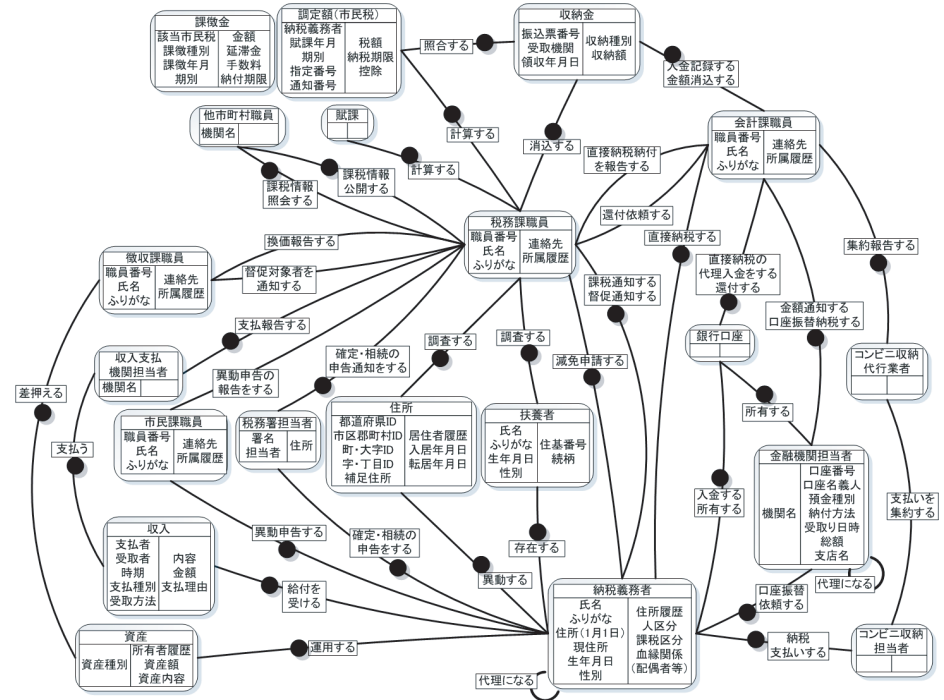 課徴金
該当市民税
課徴種別
課徴年月
期別
金額
延滞金
手数料
納付期限
調定額(市民税)
納税義務者
賦課年月
期別
指定番号
通知番号
税額
納税期限
控除
収納金
振込票番号
受取機関
領収年月日
収納種別
収納額
照合する
入金記録する
金額消込する
他市町村職員
機関名
賦課
計算する
計算する
消込する
会計課職員
職員番号
氏名
ふりがな
連絡先
所属履歴
課税情報
照会する
課税情報
公開する
直接納税納付
を報告する
還付依頼する
税務課職員
職員番号
氏名
ふりがな
連絡先
所属履歴
直接納税する
集約報告する
換価報告する
徴収課職員
職員番号
氏名
ふりがな
連絡先
所属履歴
督促対象者を
通知する
課税通知する
督促通知する
直接納税の
代理入金をする
還付する
金額通知する
口座振替納税する
支払報告する
調査する
調査する
減免申請する
銀行口座
収入支払
機関担当者
機関名
確定・相続の
申告通知をする
異動申告の
報告をする
コンビニ収納
代行業者
差押える
支払う
所有する
市民課職員
職員番号
氏名
ふりがな
連絡先
所属履歴
税務署担当者
署名
担当者
住所
住所
都道府県ID
市区郡町村ID
町・大字ID
字・丁目ID
補足住所
居住者履歴
入居年月日
転居年月日
扶養者
氏名
ふりがな
生年月日
性別
住基番号
続柄
金融機関担当者
機関名
口座番号
口座名義人
預金種別
納付方法
受取り日時
総額
支店名
入金する
所有する
支払いを
集約する
収入
支払者
受取者
時期
支払種別
受取方法
内容
金額
支払理由
異動申告する
確定・相続の
申告をする
存在する
異動する
給付を
受ける
代理になる
口座振替
依頼する
納税義務者
氏名
ふりがな
住所(1月1日)
現住所
生年月日
性別
住所履歴
人区分
課税区分
血縁関係
(配偶者等)
資産
資産種別
所有者履歴
資産額
資産内容
運用する
納税
支払いする
コンビニ収納
担当者
代理になる